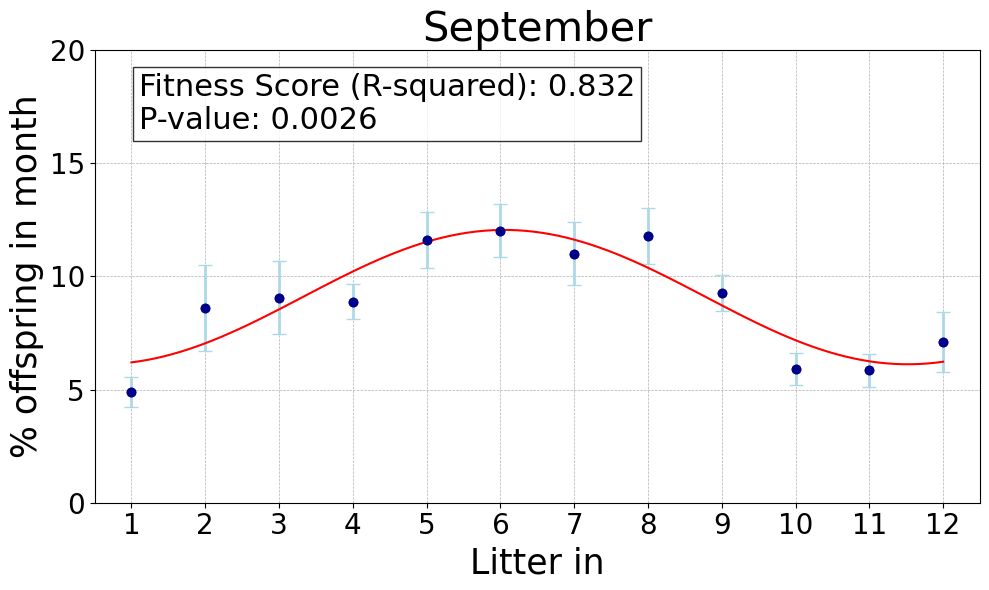 September
Fitness Score (R-squared): 0.832
P-value: 0.0026
% offspring in month
20
15
10
5
0
1 2 3 4 5 6 7 8 9 10 11 12
Litter in